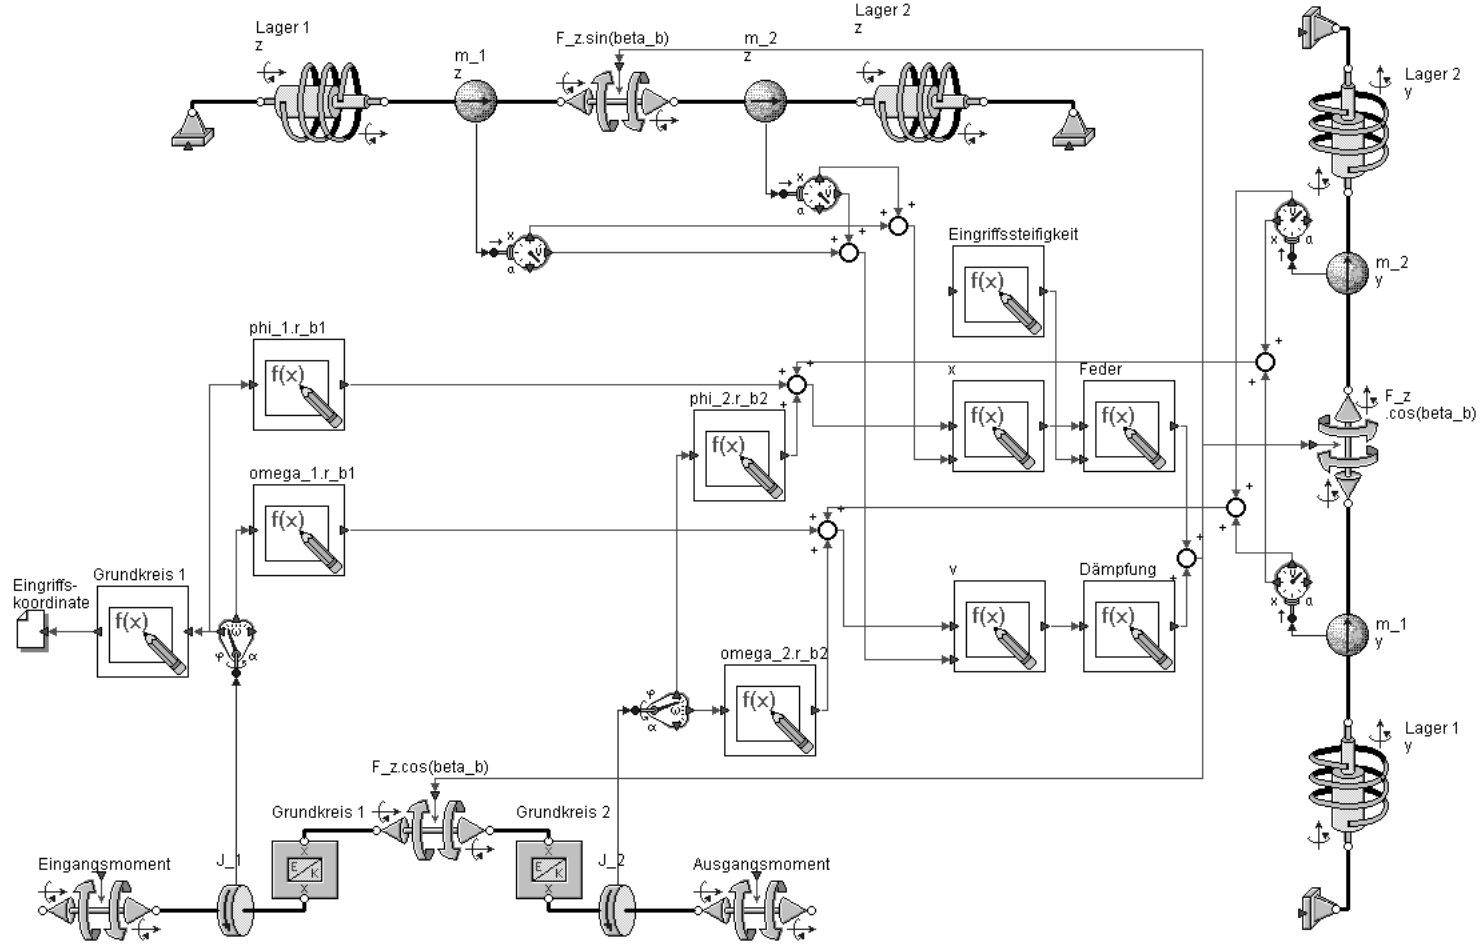 Lager 1
z
m_1
z
F_z.sin(beta_b)
m_2
z
Lager 2
z
Lager 2
y
x
α
+
+
+
+
x
α
Eingriffssteifigkeit
f(x)
x
α
m_2
y
phi_1.r_b1
f(x)
+
+
phi_2.r_b2
f(x)
x
f(x)
Feder
f(x)
+
+
F_z
.cos(beta_b)
omega_1.r_b1
f(x)
+
+
+
+
+
+
v
f(x)
Dämpfung
f(x)
x
α
m_1
y
Eingriffs-
koordinate
Grundkreis 1
f(x)
ω
φ
α
omega_2.r_b2
f(x)
φ
ω
α
Lager 1
y
F_z.cos(beta_b)
Grundkreis 1
Grundkreis 2
x
E
K
x
x
E
K
x
Eingangsmoment
J_1
J_2
Ausgangsmoment